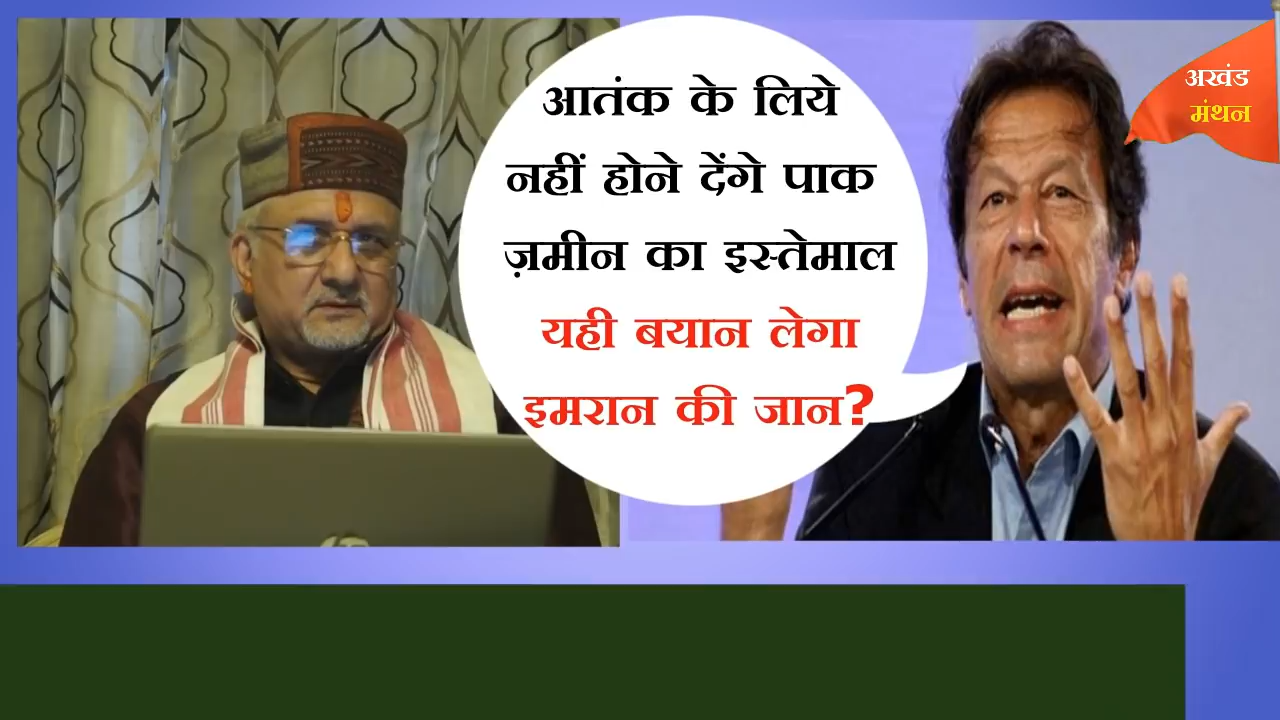 आतंक के लिये
नहीं होने देंगे पाक
ज़मीन का इस्तेमाल
यही बयान लेगा
इमरान की जान?
अखंड
मंथन